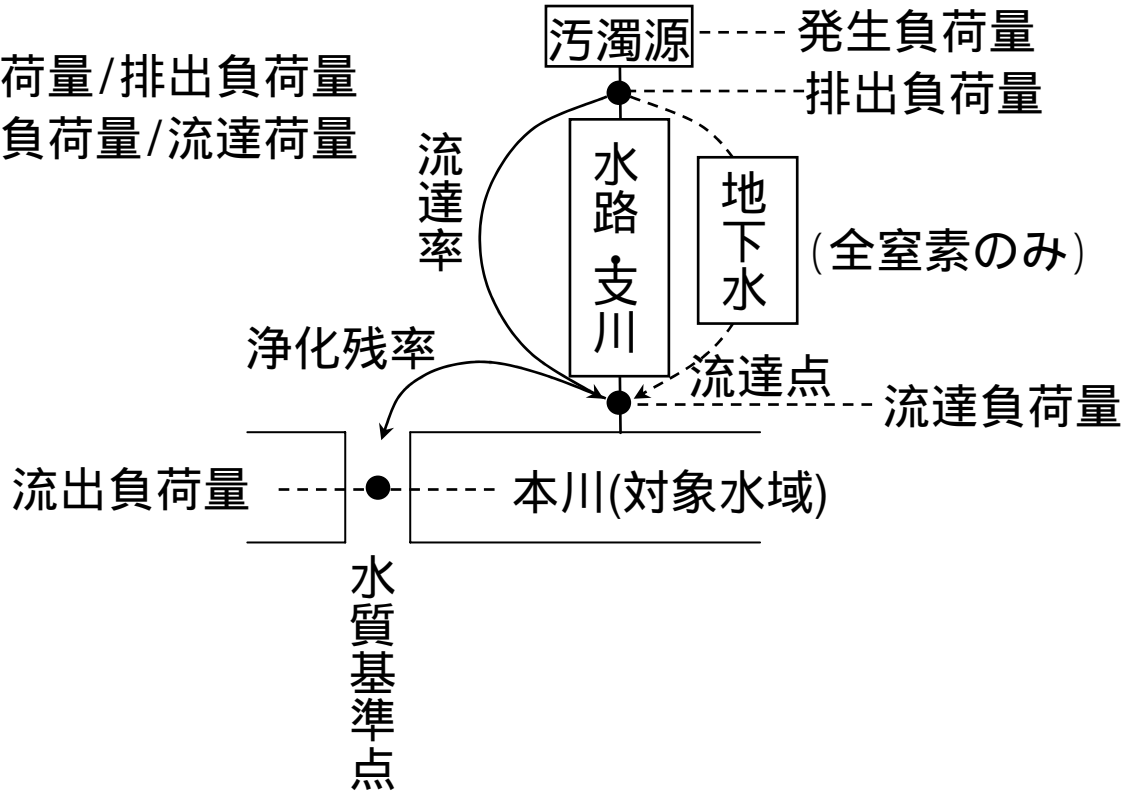 汚濁源
発生負荷量
荷量/排出負荷量
排出負荷量
負荷量/流達荷量
流達率
水路・支川
地下水
(全窒素のみ)
浄化残率
流達点
流達負荷量
流出負荷量
本川(対象水域)
水質基準点